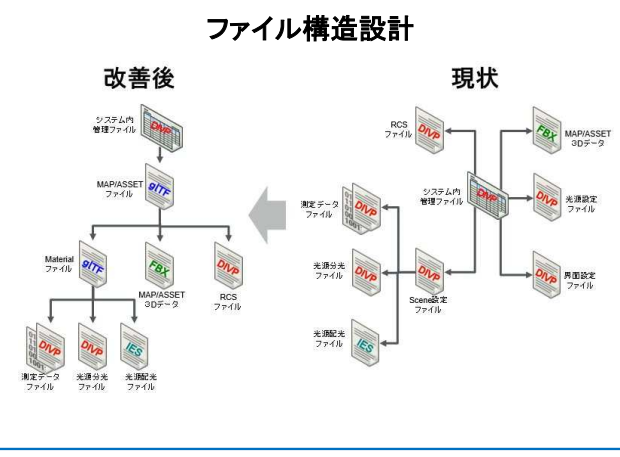 ファイル構造設計
改善後
システム内
管理ファイル
DIVP
MAP/ASSET
ファイル
glTF
Material
ファイル
glTF
FBX
MAP/ASSET
3Dデータ
DIVP
RCS
ファイル
DIVP
測定データ
ファイル
DIVP
光源分光
ファイル
IES
光源配光
ファイル
現状
RCS
ファイル
DIVP
FBX
MAP/ASSET
3Dデータ
システム内
管理ファイル
DIVP
DIVP
光源設定
ファイル
測定データ
ファイル
DIVP
光源分光
ファイル
DIVP
DIVP
Scene設定
ファイル
DIVP
界面設定
ファイル
光源配光
ファイル
IES